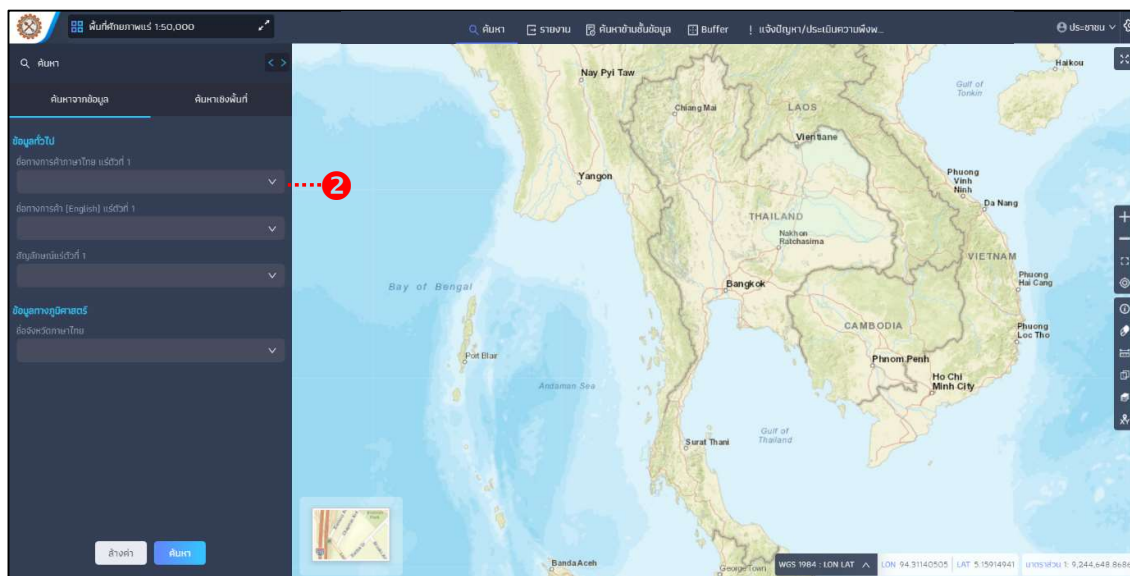 พื้นที่ศักยภาพแร่ 1:50,000
ค้นหา
รายงาน
ค้นหาข้ามชั้นข้อมูล
Buffer
! แจ้งปัญหา/ประเมินความพึงพ...
ประชาชน
ค้นหา
ค้นหาจากข้อมูล
ค้นหาเชิงพื้นที่
ข้อมูลทั่วไป
ชื่อทางการค้าภาษาไทย แร่ตัวที่ 1
2
ชื่อทางการค้า (English) แร่ตัวที่ 1
สัญลักษณ์แร่ตัวที่ 1
ข้อมูลทางภูมิศาสตร์
ชื่อจังหวัดภาษาไทย
ล้างค่า
ค้นหา
Nay Pyi Taw
Haikou
Gulf of
Tonkin
Chiang Mai
LAOS
Vientiane
Yangon
Phuong
Vinh
Ninh
Da Nang
THAILAND
Nakhon
Ratchasima
VIETNAM
Bay of Bengal
Bangkok
Phuong
Hai Cang
CAMBODIA
Phuong
Loc Tho
Port Blair
Phnom Penh
Andaman Sea
Ho Chi
Minh City
Gulf of
Thailand
Surat Thani
Banda Aceh
George Town
WGS 1984 : LON LAT
LON 94.31140505
LAT 5.15914941
มาตราส่วน 1: 9,244,648.8686